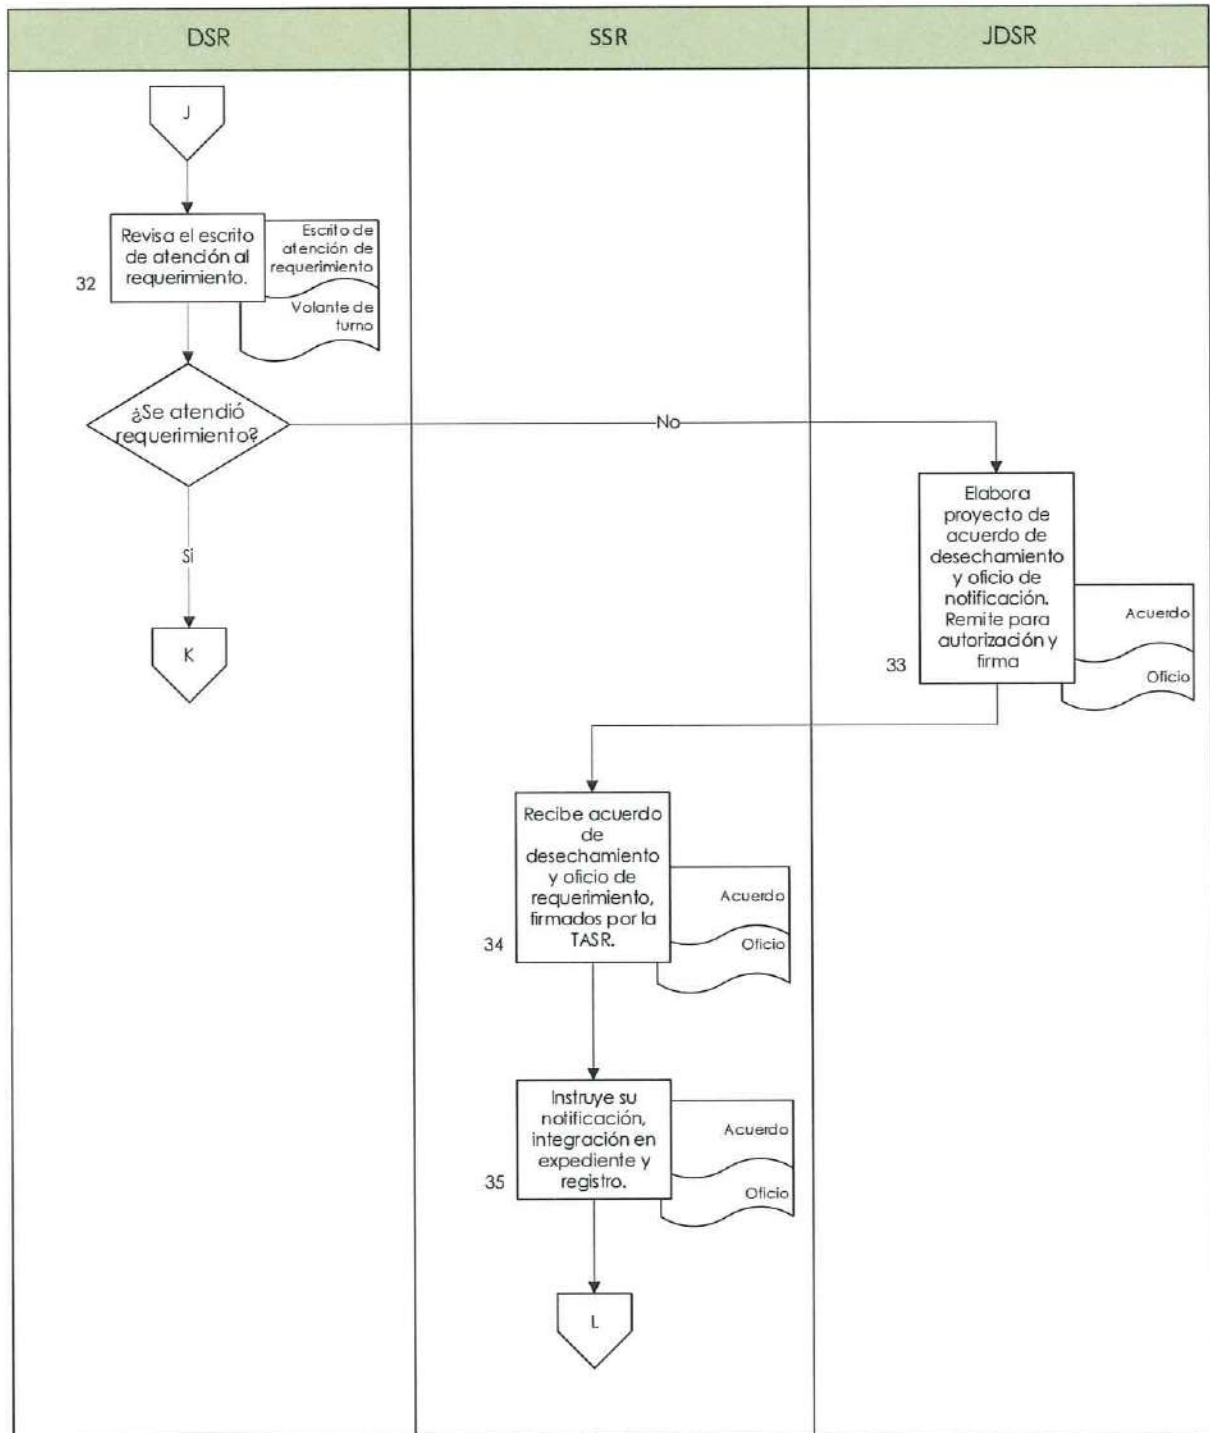 DSR
SSR
JDSR
J
Revisa el escrito
de atención al
requerimiento.
32
Escrito de
atención de
requerimiento
Volante de
turno
¿Se atendió
requerimiento?
No
Si
K
Elabora
proyecto de
acuerdo de
desechamiento
y oficio de
notificación.
Remite para
autorización y
firma
33
Acuerdo
Oficio
Recibe acuerdo
de
desechamiento
y oficio de
requerimiento,
firmados por la
TASR.
34
Acuerdo
Oficio
Instruye su
notificación,
integración en
expediente y
registro.
35
Acuerdo
Oficio
L